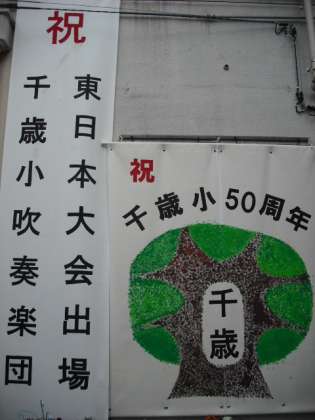 祝
東日本大会出場
千歳小吹奏楽団
祝
千歳小50周年
千歳